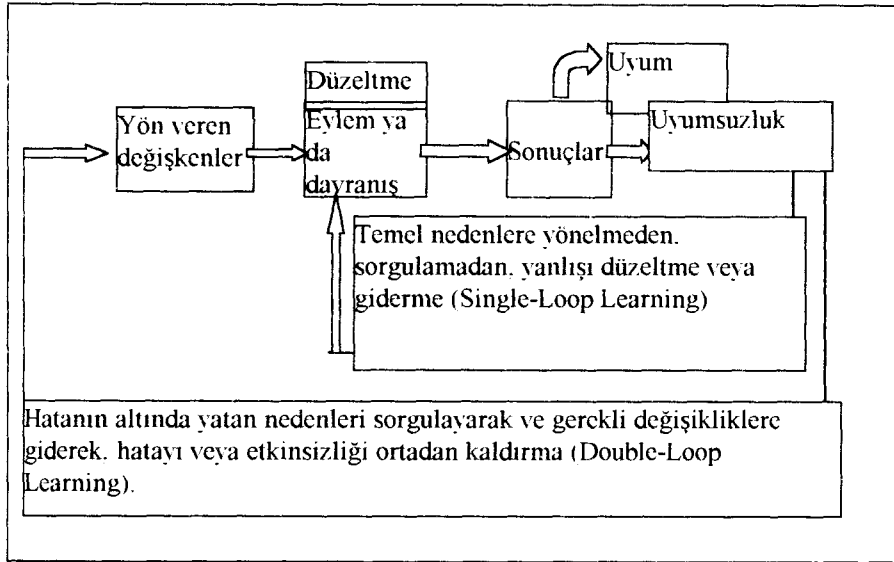 Düzeltme
Uyum
Yön veren
değişkenler
Eylem ya
da
davranış
Sonuçlar
Uyumsuzluk
Temel nedenlere yönelmeden.
sorgulamadan. yanlışı düzeltme veya
giderme (Single-Loop Learning)
Hatanın altında yatan nedenleri sorgulayarak ve gerekli değişikliklere
giderek. hatayı veya etkinsizliği ortadan kaldırma (Double-Loop
Learning).